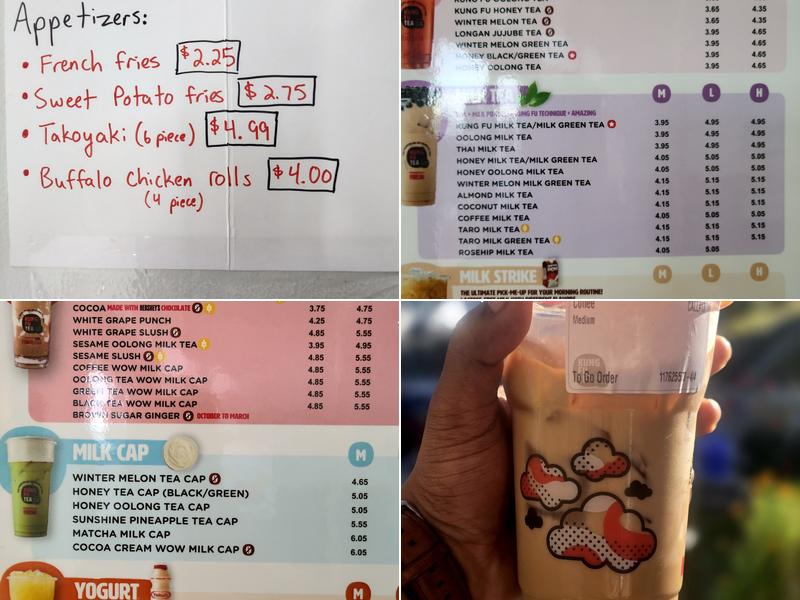 Appetizers:
• French fries $2.25
• Sweet Potato fries $2.75
• Takoyaki (6 piece) $4.99
• Buffalo chicken rolls $4.00
(4 piece)
KUNG FU HONEY TEA 3.65 4.35
WINTER MELON TEA 3.65 4.35
LONGAN JUJUBE TEA 3.95 4.65
WINTER MELON GREEN TEA 3.95 4.65
HONEY BLACK/GREEN TEA 3.95 4.65
HONEY OOLONG TEA 3.95 4.65
MILK TEA M L H
KUNG FU TECHNIQUE • AMAZING
KUNG FU MILK TEA/MILK GREEN TEA 3.95 4.95 4.95
OOLONG MILK TEA 3.95 4.95 4.95
THAI MILK TEA 3.95 4.95 4.95
HONEY MILK TEA/MILK GREEN TEA 4.05 5.05 5.05
HONEY OOLONG MILK TEA 4.05 5.05 5.05
WINTER MELON MILK GREEN TEA 4.05 5.15 5.15
ALMOND MILK TEA 4.15 5.15 5.15
COCONUT MILK TEA 4.15 5.15 5.15
COFFEE MILK TEA 4.05 5.05 5.05
TARO MILK TEA 4.15 5.15 5.15
TARO MILK GREEN TEA 4.15 5.15 5.15
ROSEHIP MILK TEA 4.05 5.05
MILK STRIKE M L H
THE ULTIMATE PICK-ME-UP FOR YOUR MORNING ROUTINE!
COCOA MADE WITH HERSHEY'S CHOCOLATE 3.75 4.75
WHITE GRAPE PUNCH 4.25 4.75
WHITE GRAPE SLUSH 4.85 5.55
SESAME OOLONG MILK TEA 3.95 4.95
SESAME SLUSH 4.85 5.55
COFFEE WOW MILK CAP 4.85 5.55
OOLONG TEA WOW MILK CAP 4.85 5.55
GREEN TEA WOW MILK CAP 4.85 5.55
BLACK TEA WOW MILK CAP 4.85 5.55
BROWN SUGAR GINGER OCTOBER TO MARCH
MILK CAP M
WINTER MELON TEA CAP 4.65
HONEY TEA CAP (BLACK/GREEN) 5.05
HONEY OOLONG TEA CAP 5.05
SUNSHINE PINEAPPLE TEA CAP 5.55
MATCHA MILK CAP 6.05
COCOA CREAM WOW MILK CAP 6.05
YOGURT M
Coffee
Medium
KUNG
To Go Order